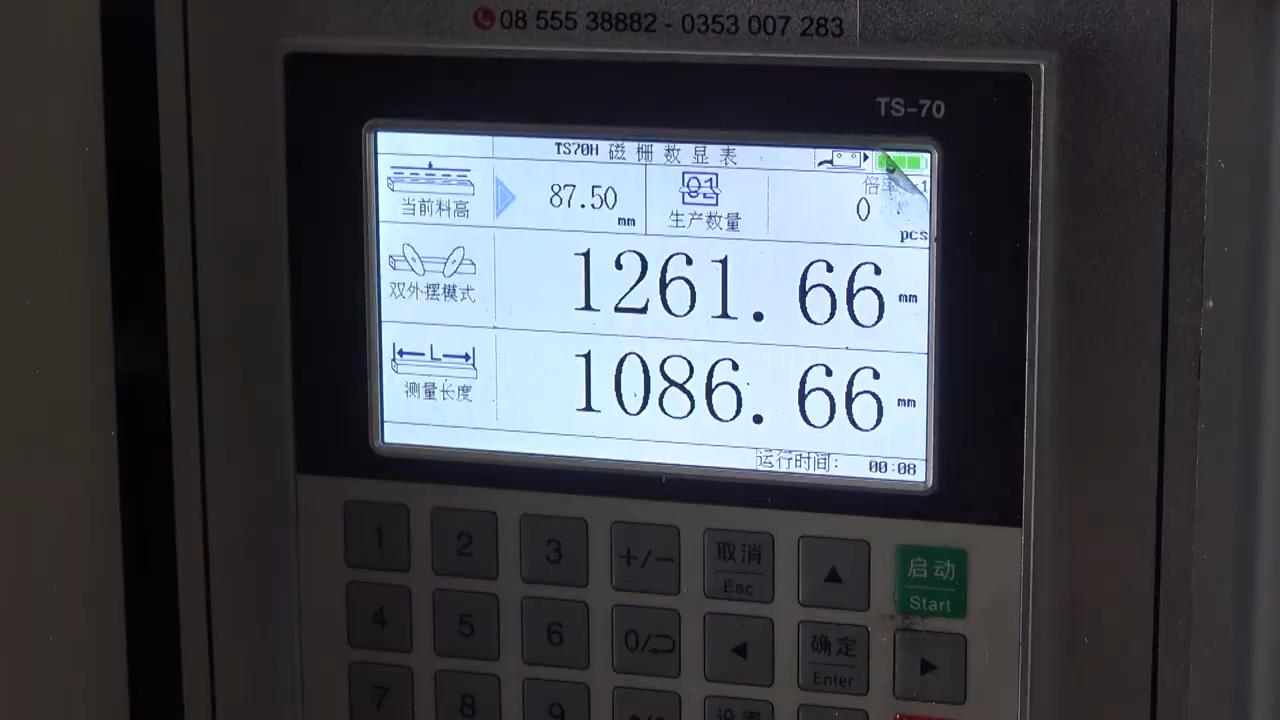 08 555 38882 - 0353 007 283
TS-70
TS70H 磁栅数显表
当前料高
87.50 mm
01
生产数量
倍率
0
pcs
双外摆模式
1261.66 mm
L
测量长度
1086.66 mm
运行时间: 00:08
1 2 3 +/- 取消 Esc ▲ 启动 Start
4 5 6 0/ ◀ 确定 Enter ▶
7 8 9